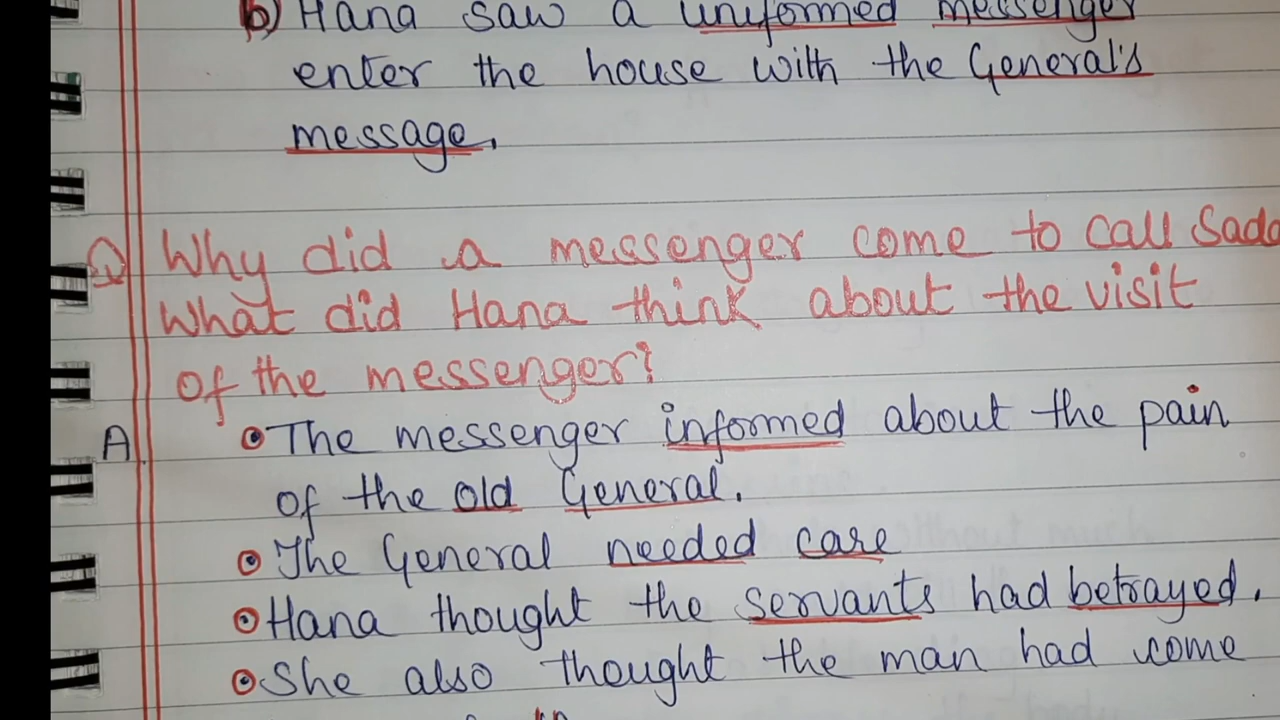 b) Hana saw a uniformed messenger
enter the house with the General's
message.
Q Why did a messenger come to call
What did Hana think about the visit
of the messenger?
A. • The messenger informed about the pain
of the old General.
• The General needed care
• Hana thought the servants had betrayed.
• She also thought the man had come